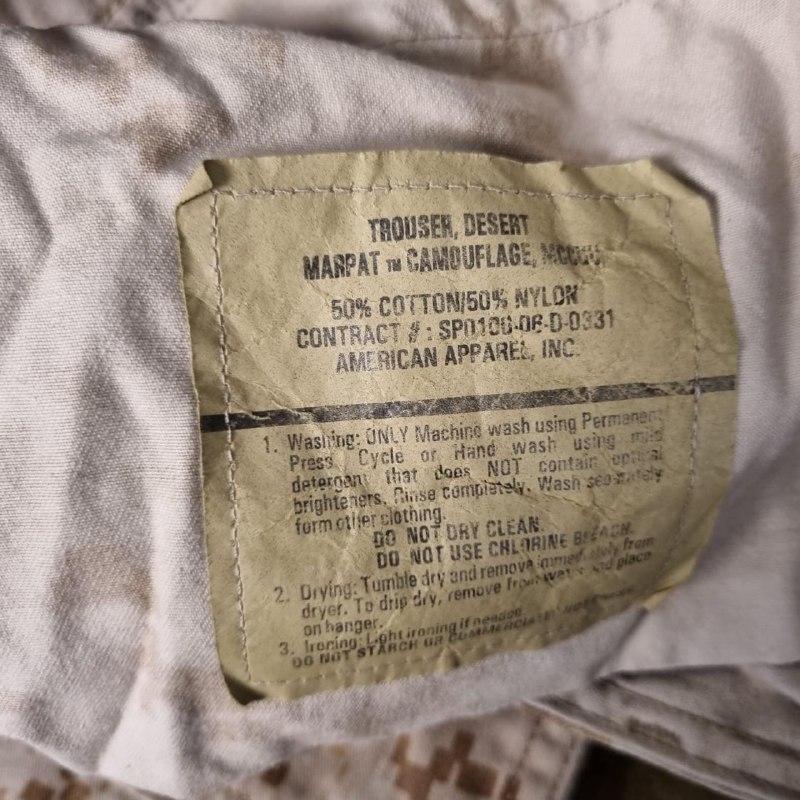 TROUSER, DESERT
MARPAT TM CAMOUFLAGE,
50% COTTON/50% NYLON
CONTRACT # : SP0100-06-D-0331
AMERICAN APPAREL, INC.
1. Washing: ONLY Machine wash using Permanent
Press Cycle or Hand wash using mild
detergent that does NOT contain optical
brighteners. Rinse completely. Wash separately
form other clothing.
DO NOT DRY CLEAN.
DO NOT USE CHLORINE BLEACH.
2. Drying: Tumble dry and remove immediately from
dryer. To drip dry, remove from water and place
on hanger.
3. Ironing: Light ironing if needed.
DO NOT STARCH OR